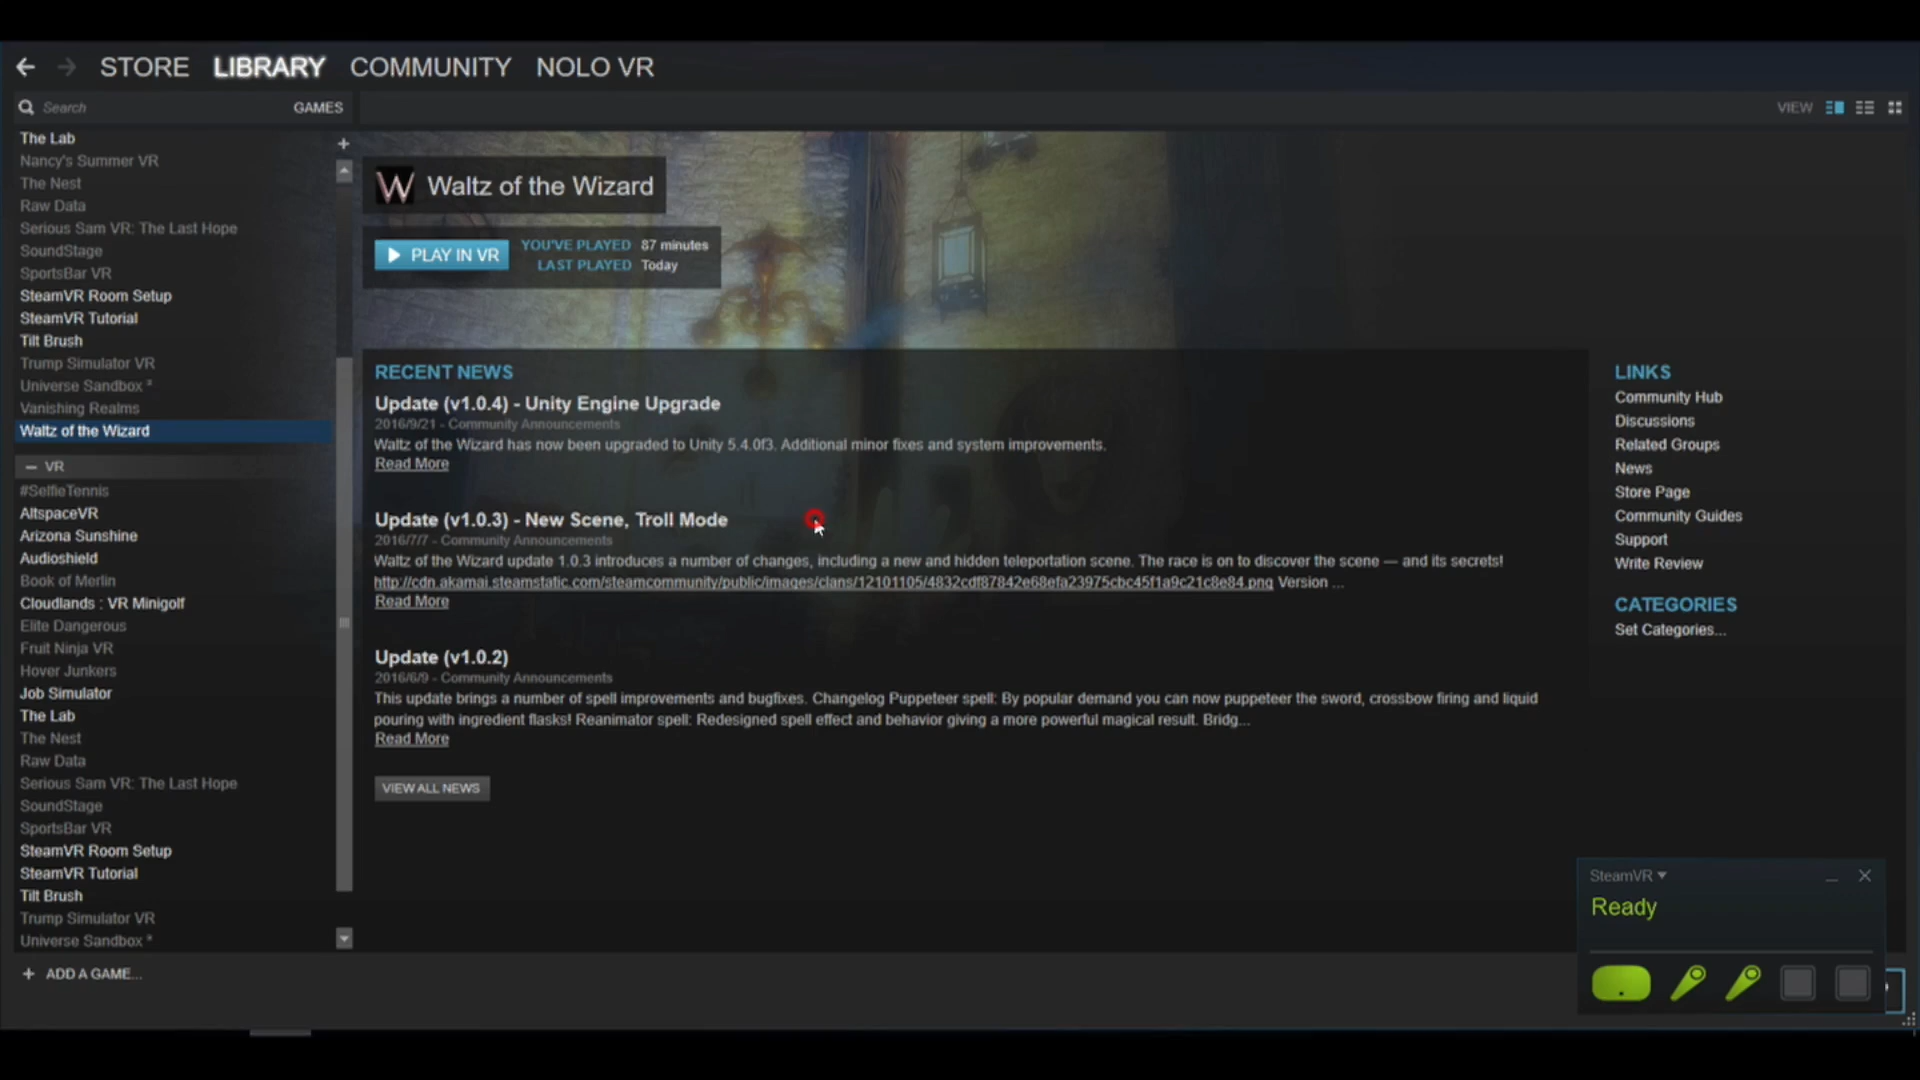 STORE LIBRARY COMMUNITY NOLO VR
Search GAMES VIEW
The Lab
Nancy's Summer VR
The Nest
Raw Data
Serious Sam VR: The Last Hope
SoundStage
SportsBar VR
SteamVR Room Setup
SteamVR Tutorial
Tilt Brush
Trump Simulator VR
Universe Sandbox ²
Vanishing Realms
Waltz of the Wizard
VR
#SelfieTennis
AltspaceVR
Arizona Sunshine
Audioshield
Book of Merlin
Cloudlands : VR Minigolf
Elite Dangerous
Fruit Ninja VR
Hover Junkers
Job Simulator
The Lab
The Nest
Raw Data
Serious Sam VR: The Last Hope
SoundStage
SportsBar VR
SteamVR Room Setup
SteamVR Tutorial
Tilt Brush
Trump Simulator VR
Universe Sandbox ²
+ ADD A GAME...
W Waltz of the Wizard
PLAY IN VR
YOU'VE PLAYED 87 minutes
LAST PLAYED Today
RECENT NEWS
Update (v1.0.4) - Unity Engine Upgrade
2016/9/21 - Community Announcements
Waltz of the Wizard has now been upgraded to Unity 5.4.0f3. Additional minor fixes and system improvements.
Read More
Update (v1.0.3) - New Scene, Troll Mode
2016/7/7 - Community Announcements
Waltz of the Wizard update 1.0.3 introduces a number of changes, including a new and hidden teleportation scene. The race is on to discover the scene — and its secrets!
http://cdn.akamai.steamstatic.com/steamcommunity/public/images/clans/12101105/4832cdf87842e68efa23975cbc45f1a9c21c8e84.png Version ...
Read More
Update (v1.0.2)
2016/6/9 - Community Announcements
This update brings a number of spell improvements and bugfixes. Changelog Puppeteer spell: By popular demand you can now puppeteer the sword, crossbow firing and liquid
pouring with ingredient flasks! Reanimator spell: Redesigned spell effect and behavior giving a more powerful magical result. Bridg...
Read More
VIEW ALL NEWS
LINKS
Community Hub
Discussions
Related Groups
News
Store Page
Community Guides
Support
Write Review
CATEGORIES
Set Categories...
SteamVR
Ready